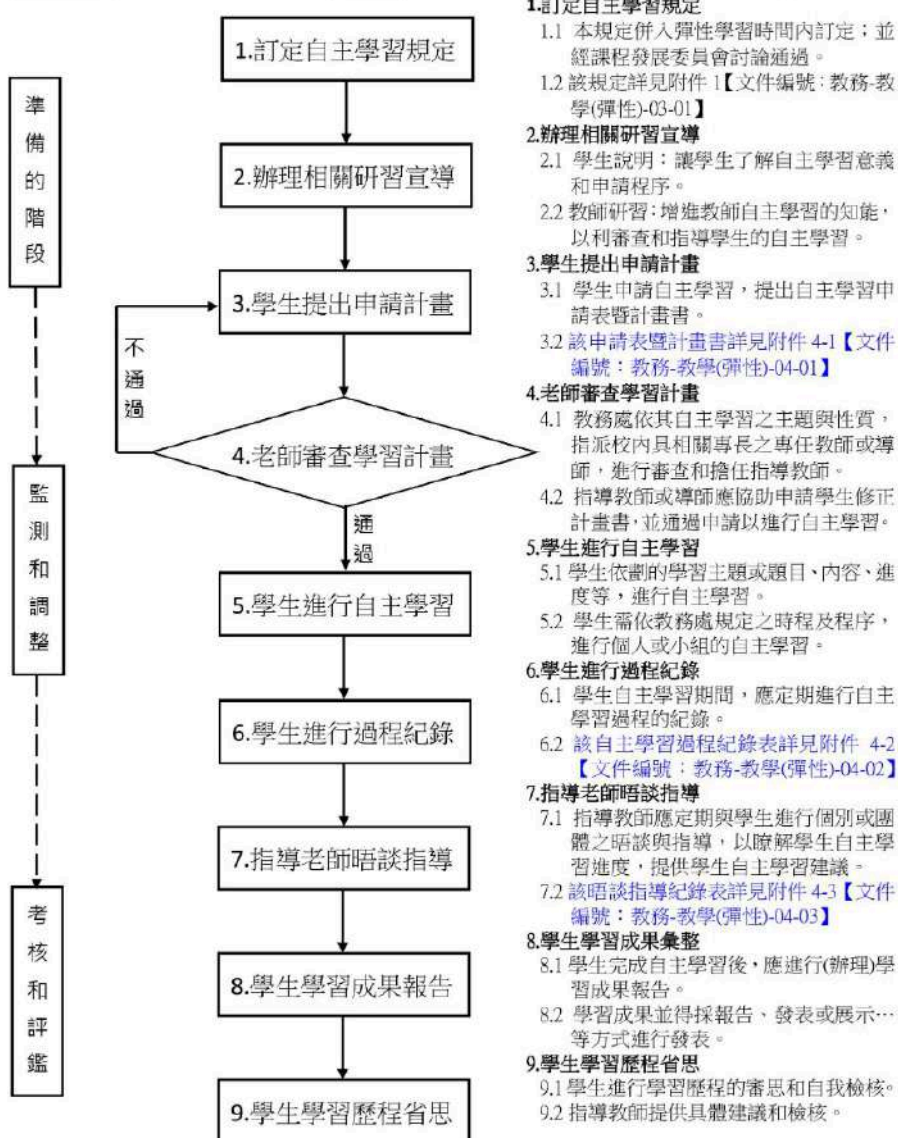 準備的階段
監測和調整
考核和評鑑
1.訂定自主學習規定
2.辦理相關研習宣導
3.學生提出申請計畫
不通過
4.老師審查學習計畫
通過
5.學生進行自主學習
6.學生進行過程紀錄
7.指導老師晤談指導
8.學生學習成果報告
9.學生學習歷程省思
1.訂定自主學習規定
1.1 本規定併入彈性學習時間內訂定；並
經課程發展委員會討論通過。
1.2 該規定詳見附件 1【文件編號：教務-教
學(彈性)-03-01】
2.辦理相關研習宣導
2.1 學生說明：讓學生了解自主學習意義
和申請程序。
2.2 教師研習：增進教師自主學習的知能，
以利審查和指導學生的自主學習。
3.學生提出申請計畫
3.1 學生申請自主學習，提出自主學習申
請表暨計畫書。
3.2 該申請表暨計畫書詳見附件 4-1【文件
編號：教務-教學(彈性)-04-01】
4.老師審查學習計畫
4.1 教務處依其自主學習之主題與性質，
指派校內具相關專長之專任教師或導
師，進行審查和擔任指導教師。
4.2 指導教師或導師應協助申請學生修正
計畫書，並通過申請以進行自主學習。
5.學生進行自主學習
5.1 學生依劃的學習主題或題目、內容、進
度等，進行自主學習。
5.2 學生需依教務處規定之時程及程序，
進行個人或小組的自主學習。
6.學生進行過程紀錄
6.1 學生自主學習期間，應定期進行自主
學習過程的紀錄。
6.2 該自主學習過程紀錄表詳見附件 4-2
【文件編號：教務-教學(彈性)-04-02】
7.指導老師晤談指導
7.1 指導教師應定期與學生進行個別或團
體之晤談與指導，以瞭解學生自主學
習進度，提供學生自主學習建議。
7.2 該晤談指導紀錄表詳見附件 4-3【文件
編號：教務-教學(彈性)-04-03】
8.學生學習成果彙整
8.1 學生完成自主學習後，應進行(辦理)學
習成果報告。
8.2 學習成果並得採報告、發表或展示…
等方式進行發表。
9.學生學習歷程省思
9.1 學生進行學習歷程的審思和自我檢核。
9.2 指導教師提供具體建議和檢核。